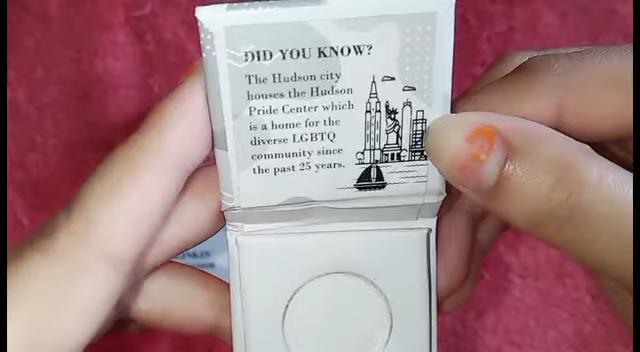 DID YOU KNOW?
The Hudson city
houses the Hudson
Pride Center which
is a home for the
diverse LGBTQ
community since
the past 25 years.